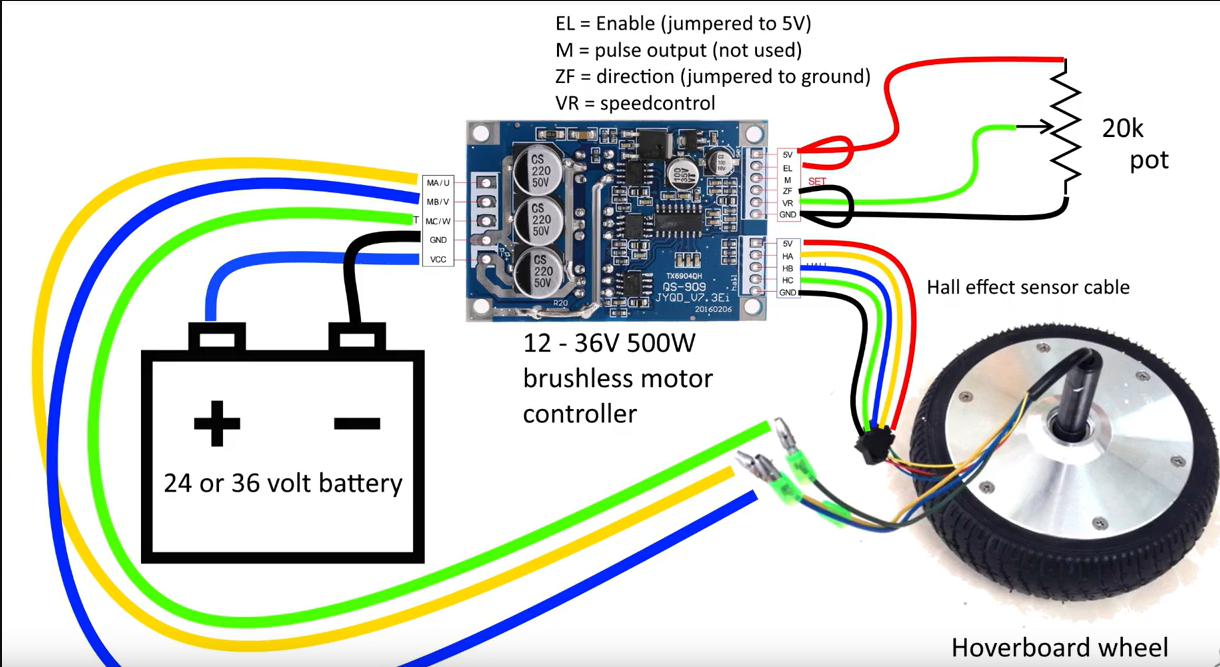 EL = Enable (jumpered to 5V)
M = pulse output (not used)
ZF = direction (jumpered to ground)
VR = speedcontrol
20k
pot
MA/U
MB/V
T MC/W
GND
VCC
CS
220
50V
CS
220
50V
CS
220
50V
R20
TX6904QH
QS-909
JYQD_V7.3Ei
20160206
hall
5V
EL
M
SET
ZF
VR
GND
5V
HA
HB
HC
GND
Hall effect sensor cable
12 - 36V 500W
brushless motor
controller
+ −
24 or 36 volt battery
Hoverboard wheel